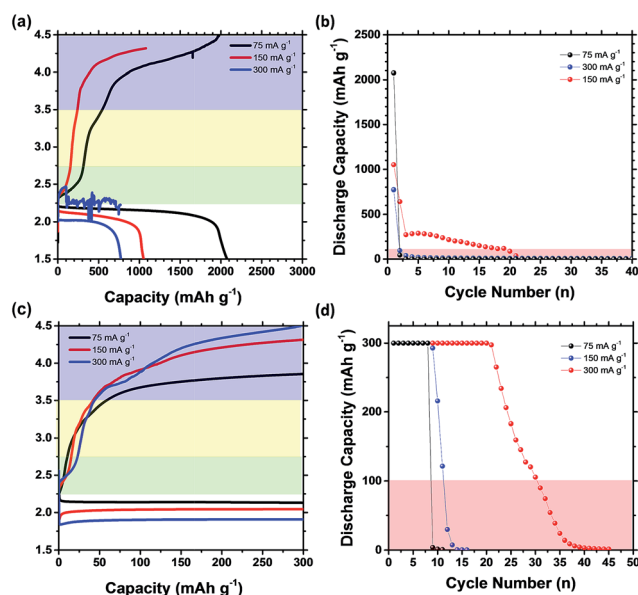 (a)
4.5
4.0
3.5
3.0
2.5
2.0
1.5
75 mA g⁻¹
150 mA g⁻¹
300 mA g⁻¹
0 500 1000 1500 2000 2500 3000
Capacity (mAh g⁻¹)
(b)
Discharge Capacity (mAh g⁻¹)
2500
2000
1500
1000
500
0
75 mA g⁻¹
300 mA g⁻¹
150 mA g⁻¹
0 5 10 15 20 25 30 35 40
Cycle Number (n)
(c)
4.5
4.0
3.5
3.0
2.5
2.0
1.5
75 mA g⁻¹
150 mA g⁻¹
300 mA g⁻¹
0 50 100 150 200 250 300
Capacity (mAh g⁻¹)
(d)
Discharge Capacity (mAh g⁻¹)
300
200
100
0
75 mA g⁻¹
150 mA g⁻¹
300 mA g⁻¹
0 5 10 15 20 25 30 35 40 45 50
Cycle Number (n)